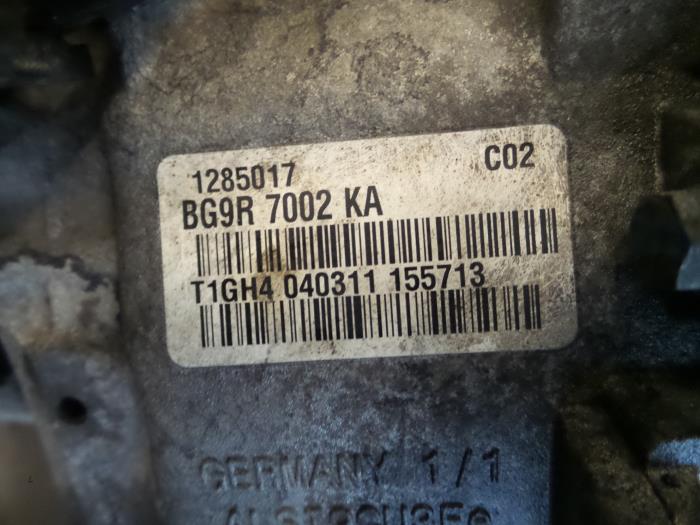 1285017 C02
BG9R 7002 KA
T1GH4 040311 155713
GERMANY 1/1